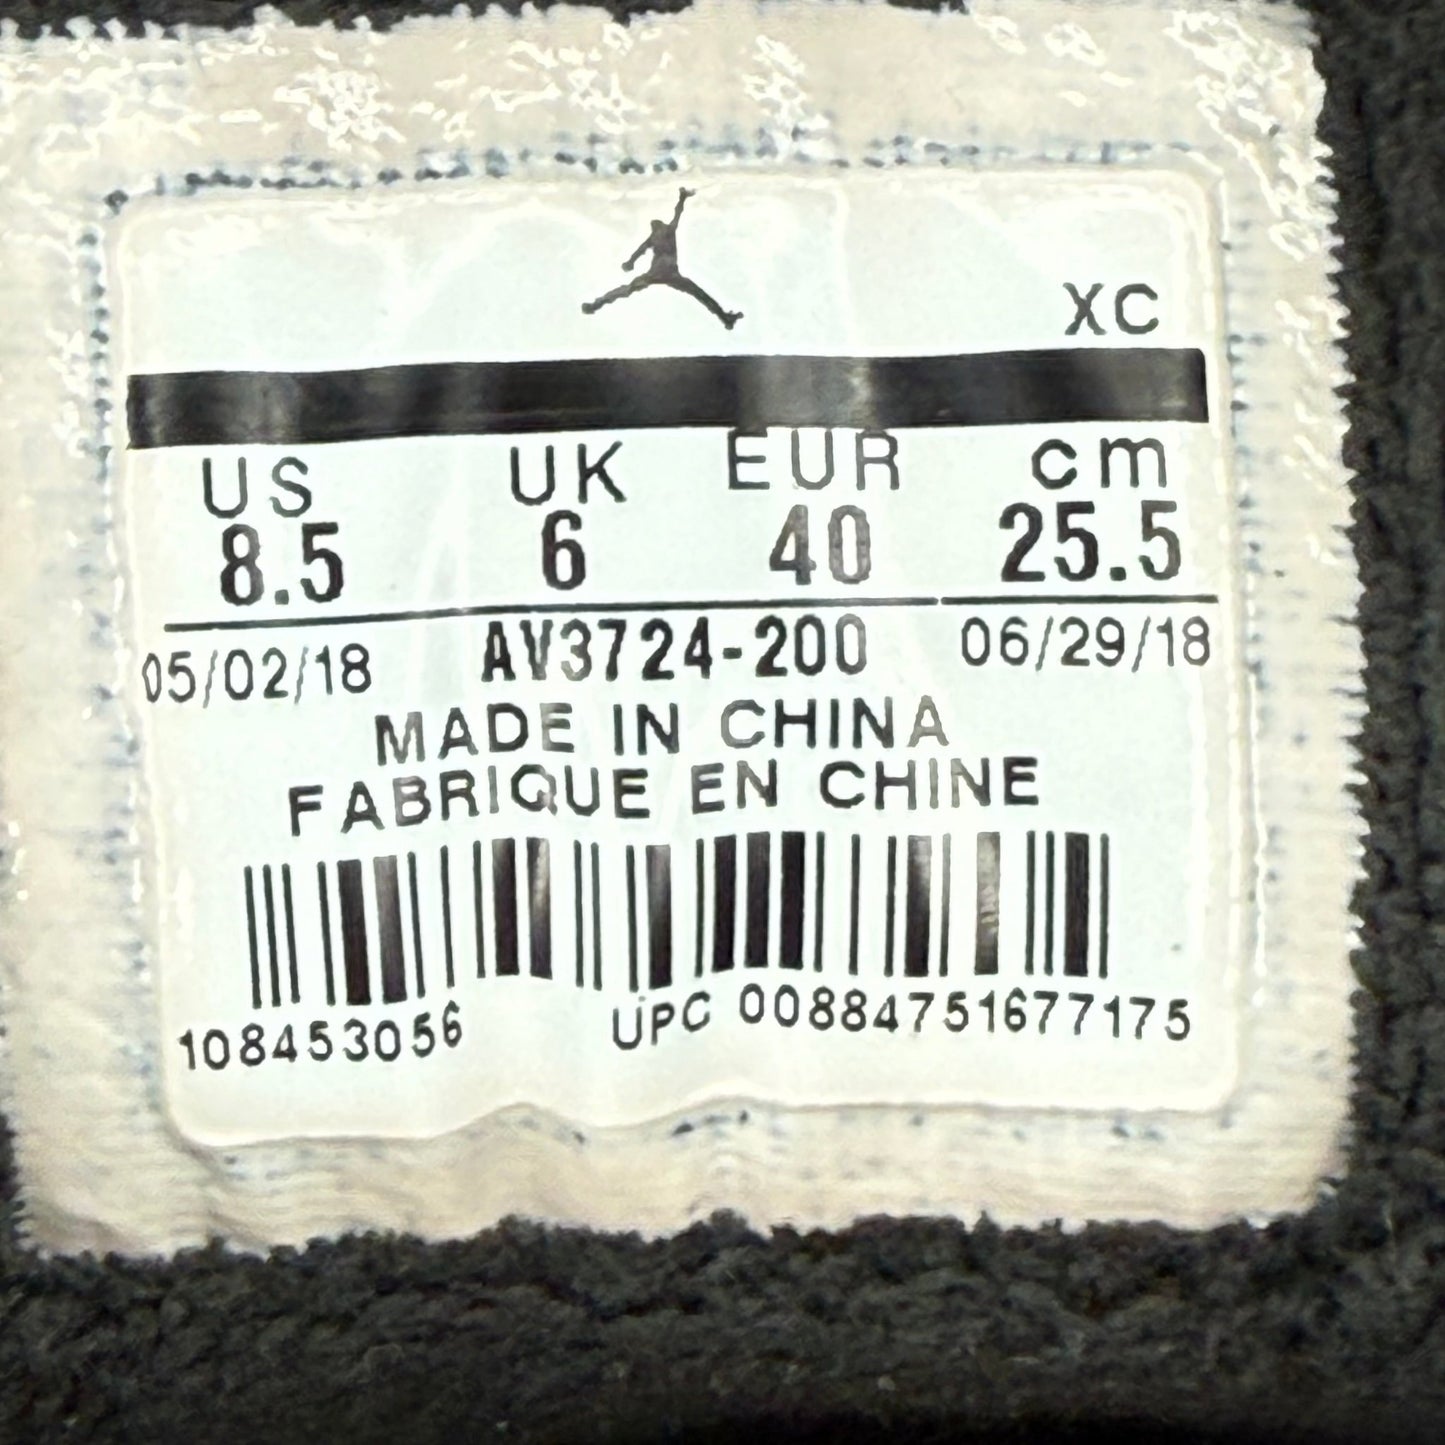 XC
US UK EUR cm
8.5 6 40 25.5
05/02/18 AV3724-200 06/29/18
MADE IN CHINA
FABRIQUE EN CHINE
108453056 UPC 00884751677175